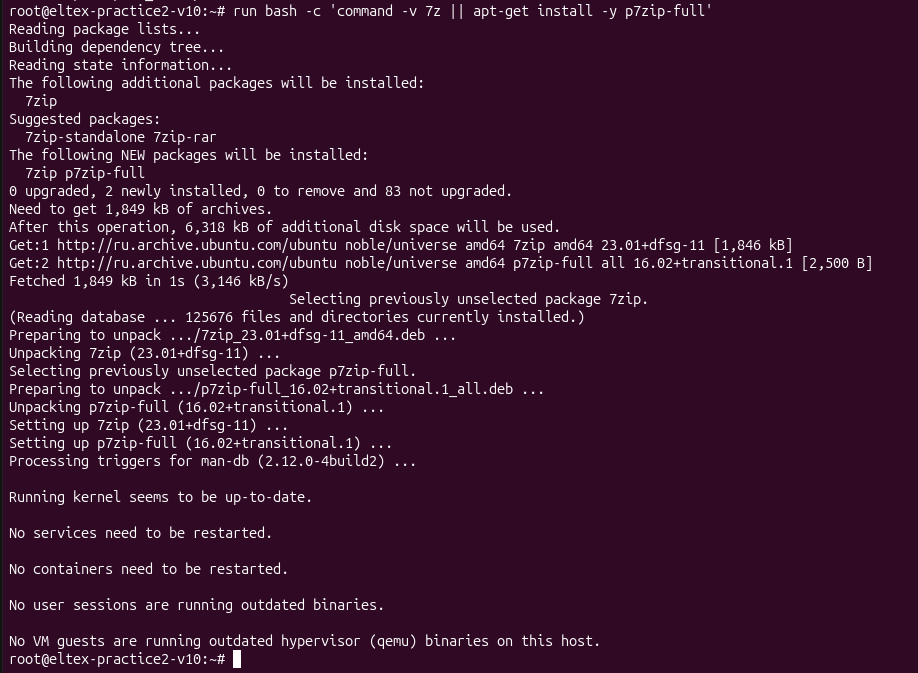 root@eltex-practice2-v10:~# run bash -c 'command -v 7z || apt-get install -y p7zip-full'
Reading package lists...
Building dependency tree...
Reading state information...
The following additional packages will be installed:
  7zip
Suggested packages:
  7zip-standalone 7zip-rar
The following NEW packages will be installed:
  7zip p7zip-full
0 upgraded, 2 newly installed, 0 to remove and 83 not upgraded.
Need to get 1,849 kB of archives.
After this operation, 6,318 kB of additional disk space will be used.
Get:1 http://ru.archive.ubuntu.com/ubuntu noble/universe amd64 7zip amd64 23.01+dfsg-11 [1,846 kB]
Get:2 http://ru.archive.ubuntu.com/ubuntu noble/universe amd64 p7zip-full all 16.02+transitional.1 [2,500 B]
Fetched 1,849 kB in 1s (3,146 kB/s)
                                   Selecting previously unselected package 7zip.
(Reading database ... 125676 files and directories currently installed.)
Preparing to unpack .../7zip_23.01+dfsg-11_amd64.deb ...
Unpacking 7zip (23.01+dfsg-11) ...
Selecting previously unselected package p7zip-full.
Preparing to unpack .../p7zip-full_16.02+transitional.1_all.deb ...
Unpacking p7zip-full (16.02+transitional.1) ...
Setting up 7zip (23.01+dfsg-11) ...
Setting up p7zip-full (16.02+transitional.1) ...
Processing triggers for man-db (2.12.0-4build2) ...

Running kernel seems to be up-to-date.

No services need to be restarted.

No containers need to be restarted.

No user sessions are running outdated binaries.

No VM guests are running outdated hypervisor (qemu) binaries on this host.
root@eltex-practice2-v10:~#